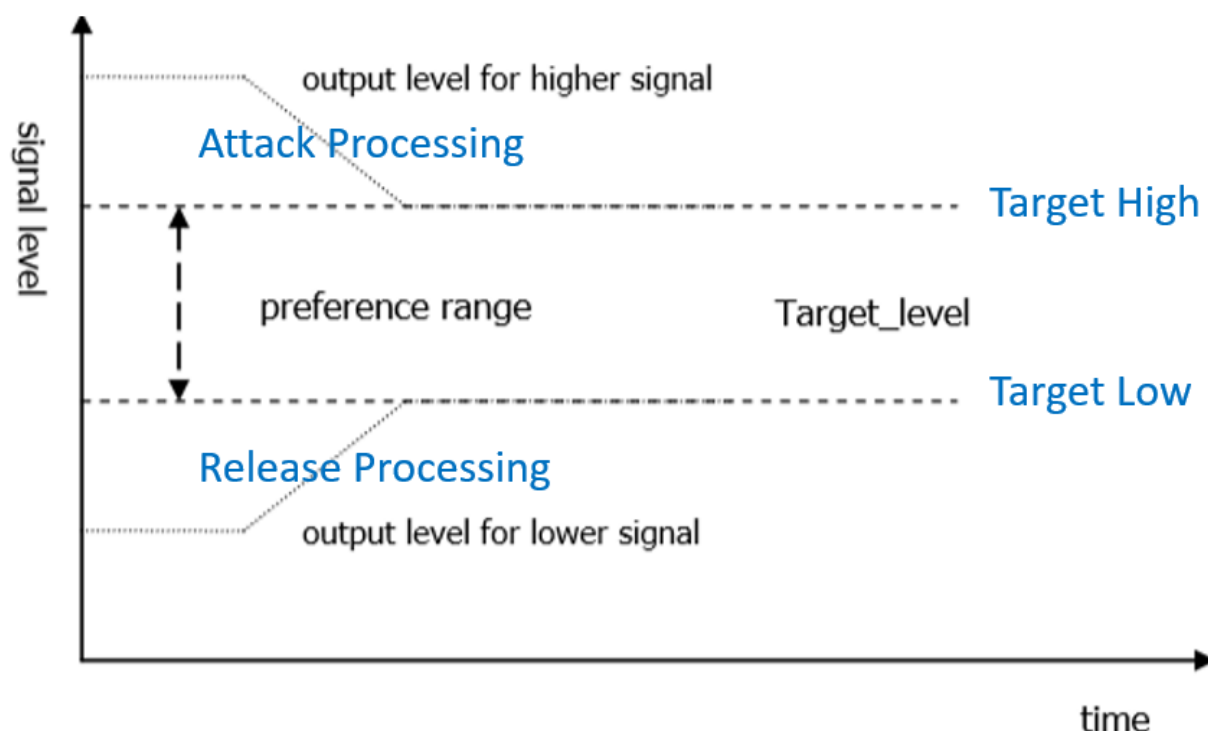 output level for higher signal
Attack Processing
signal level
Target High
preference range
Target_level
Target Low
Release Processing
output level for lower signal
time